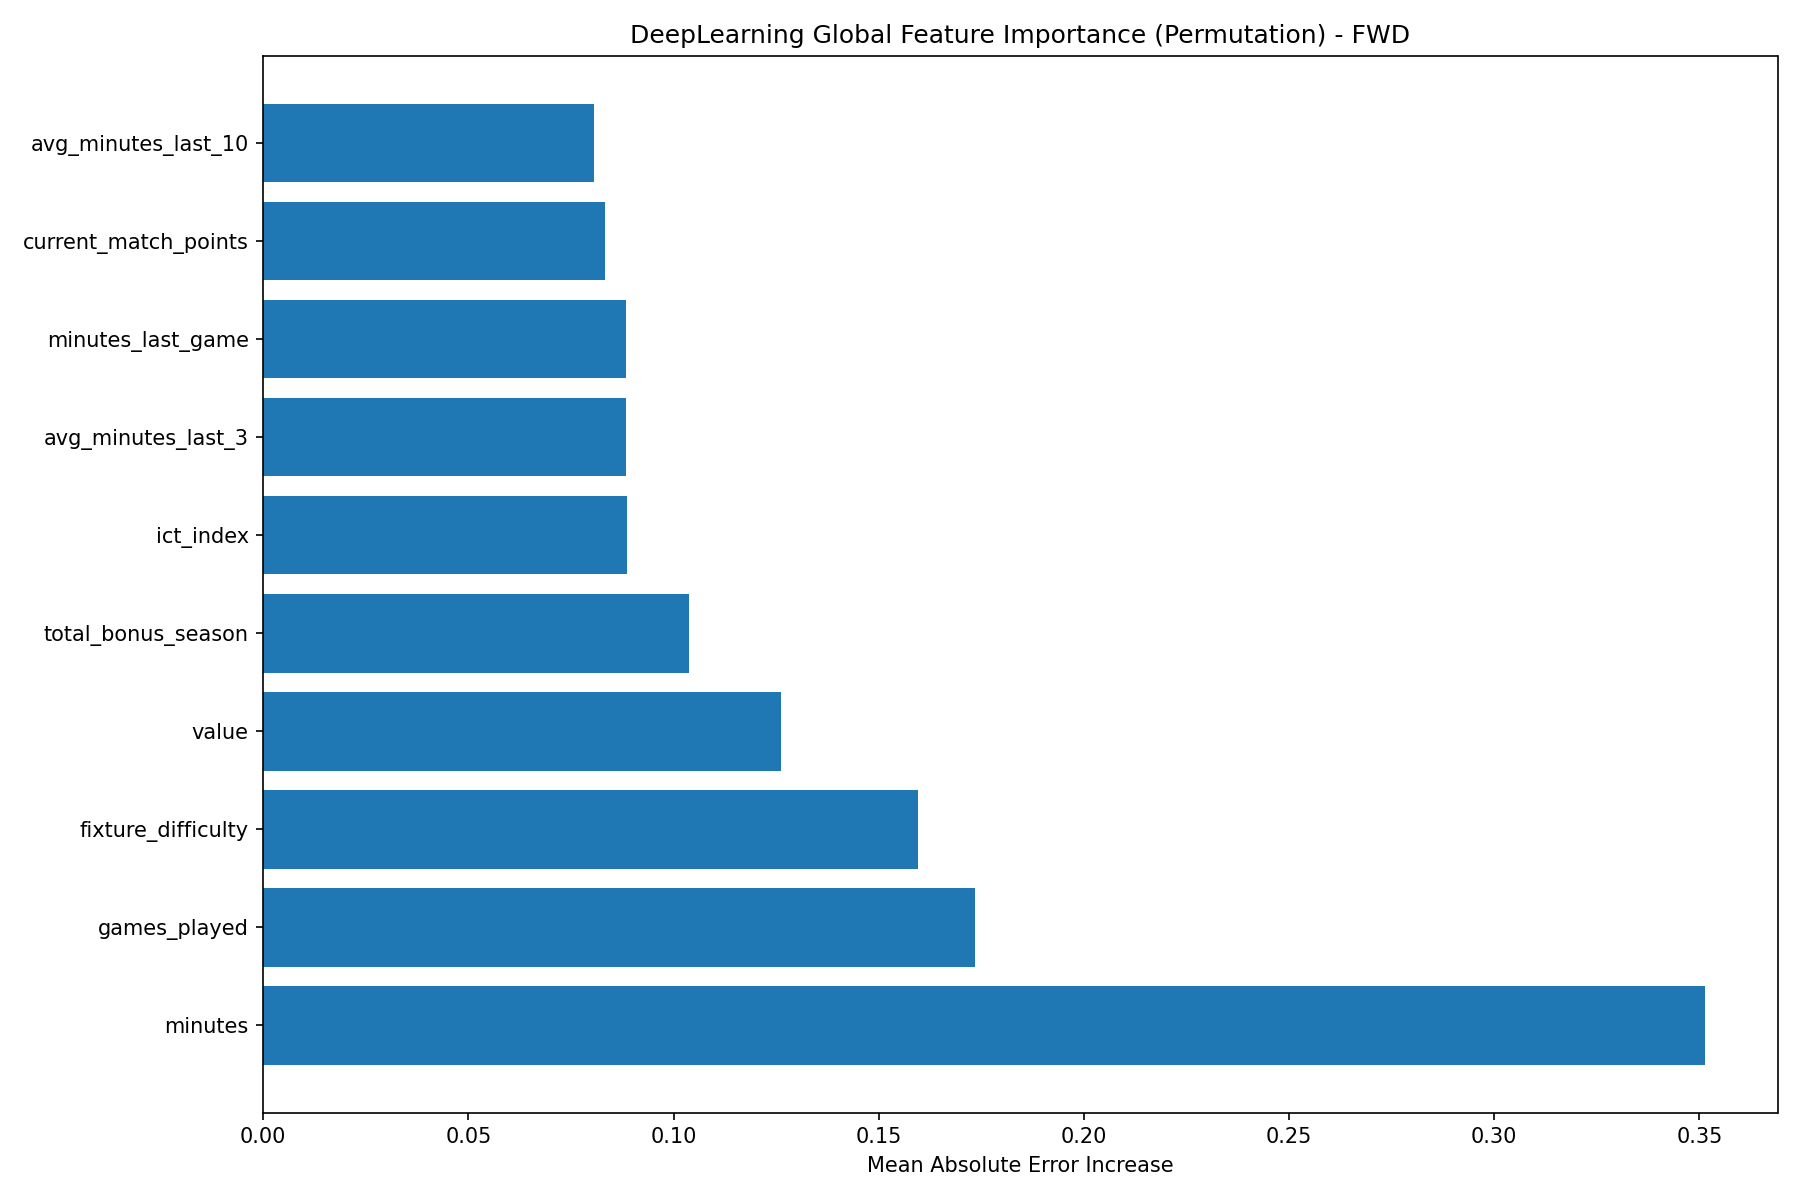 DeepLearning Global Feature Importance (Permutation) - FWD
avg_minutes_last_10
current_match_points
minutes_last_game
avg_minutes_last_3
ict_index
total_bonus_season
value
fixture_difficulty
games_played
minutes
0.00 0.05 0.10 0.15 0.20 0.25 0.30 0.35
Mean Absolute Error Increase